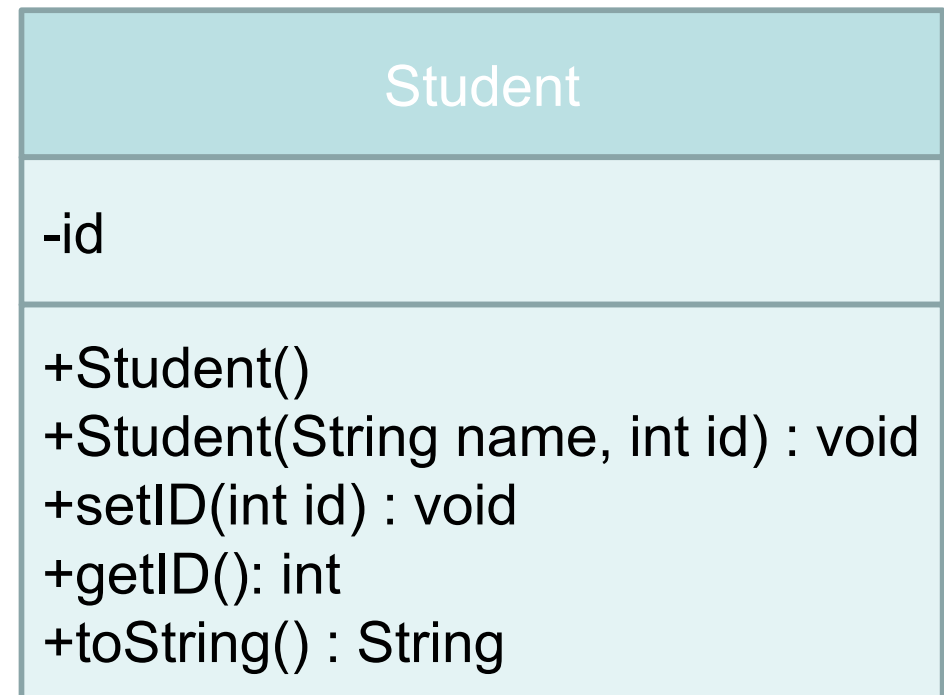 Student
-id
+Student()
+Student(String name, int id) : void
+setID(int id) : void
+getID(): int
+toString() : String